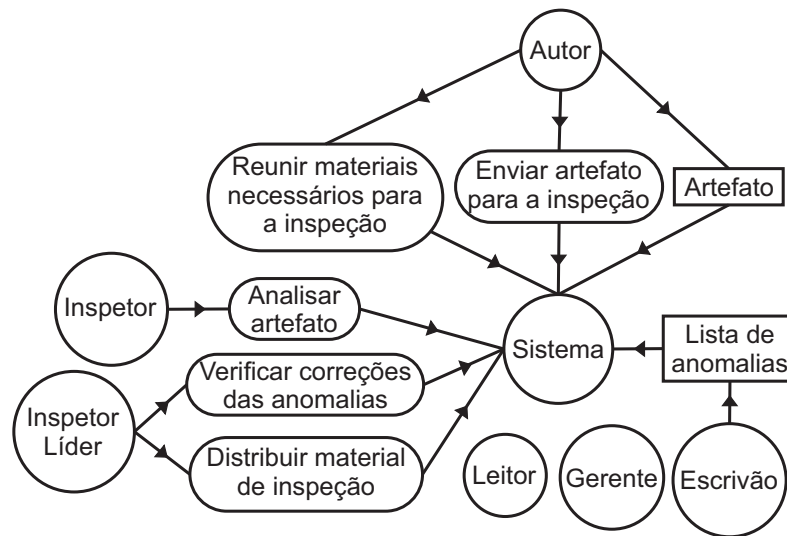 Autor
Reunir materiais
necessários para
a inspeção
Enviar artefato
para a inspeção
Artefato
Inspetor
Analisar
artefato
Sistema
Lista de
anomalias
Verificar correções
das anomalias
Inspetor
Líder
Distribuir material
de inspeção
Leitor
Gerente
Escrivão